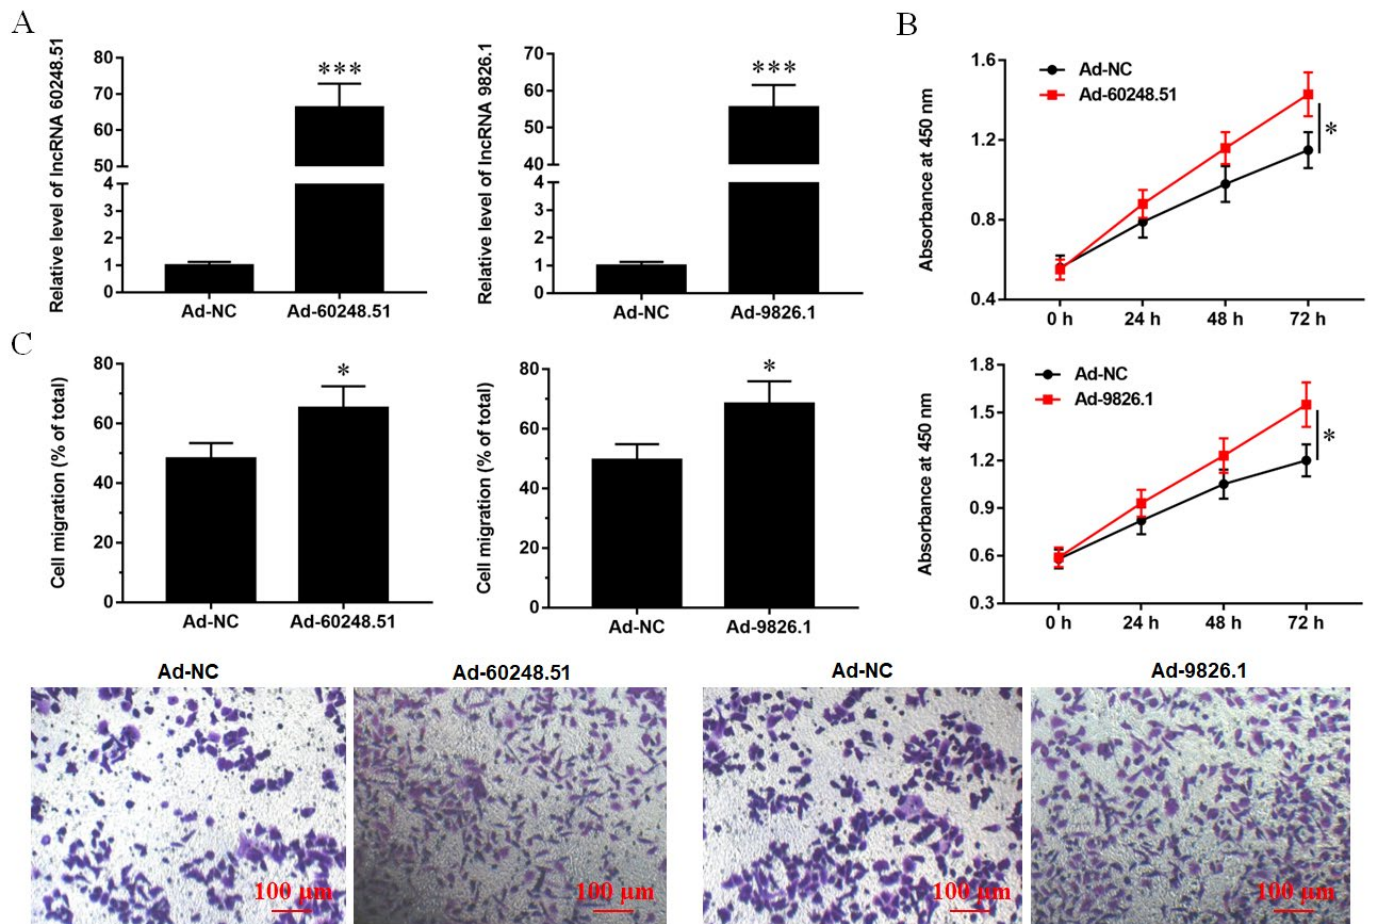 A
Relative level of lncRNA 60248.51
80
70
60
50
4
3
2
1
0
***
Ad-NC
Ad-60248.51
Relative level of lncRNA 9826.1
70
60
50
40
4
3
2
1
0
***
Ad-NC
Ad-9826.1
B
Absorbance at 450 nm
1.6
1.2
0.8
0.4
Ad-NC
Ad-60248.51
*
0 h
24 h
48 h
72 h
Absorbance at 450 nm
1.8
1.5
1.2
0.9
0.6
0.3
Ad-NC
Ad-9826.1
*
0 h
24 h
48 h
72 h
C
Cell migration (% of total)
80
60
40
20
0
*
Ad-NC
Ad-60248.51
Cell migration (% of total)
80
60
40
20
0
*
Ad-NC
Ad-9826.1
Ad-NC
100 μm
Ad-60248.51
100 μm
Ad-NC
100 μm
Ad-9826.1
100 μm